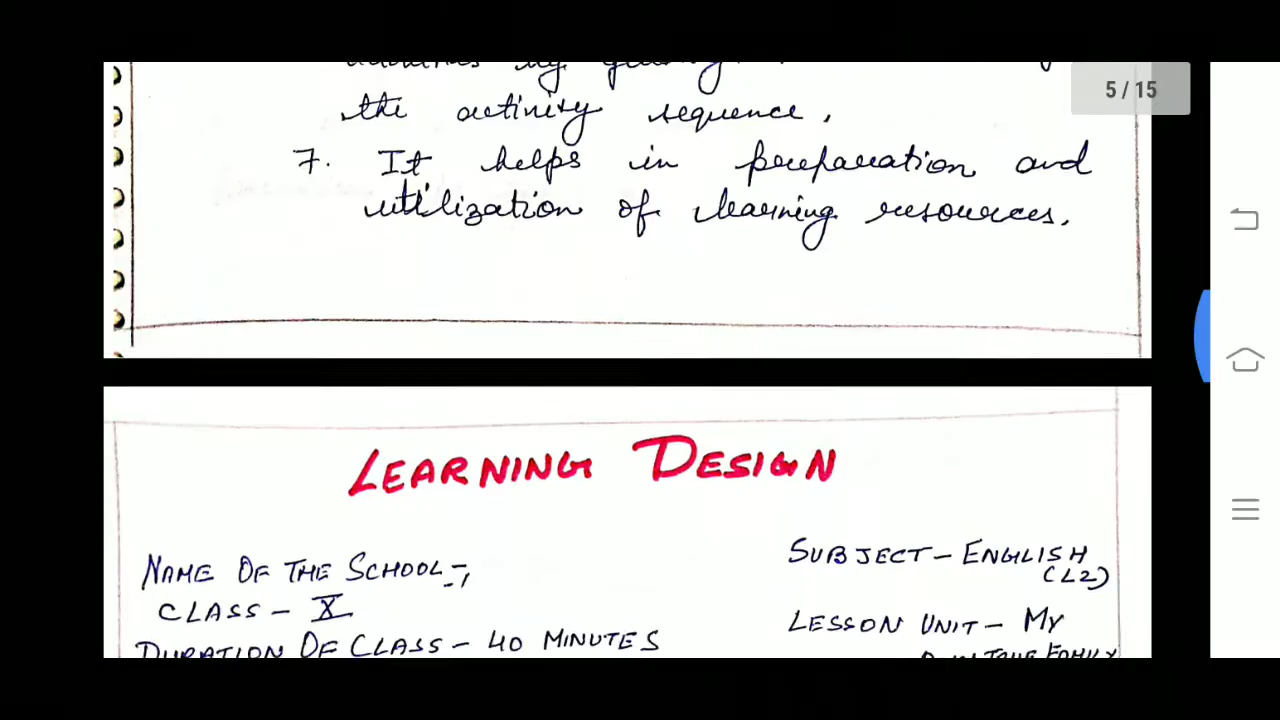 5 / 15
the activity sequence.
7. It helps in preparation and
utilization of learning resources.
LEARNING DESIGN
NAME OF THE SCHOOL-,
SUBJECT - ENGLISH
(L2)
CLASS - X
LESSON UNIT - MY
DURATION OF CLASS - 40 MINUTES